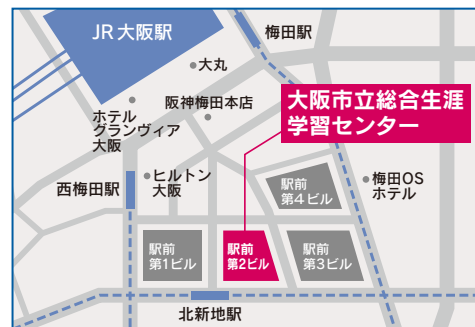 JR大阪駅
梅田駅
大丸
阪神梅田本店
ホテル
グランヴィア
大阪
大阪市立総合生涯
学習センター
西梅田駅
ヒルトン
大阪
駅前
第4ビル
梅田OS
ホテル
駅前
第1ビル
駅前
第2ビル
駅前
第3ビル
北新地駅